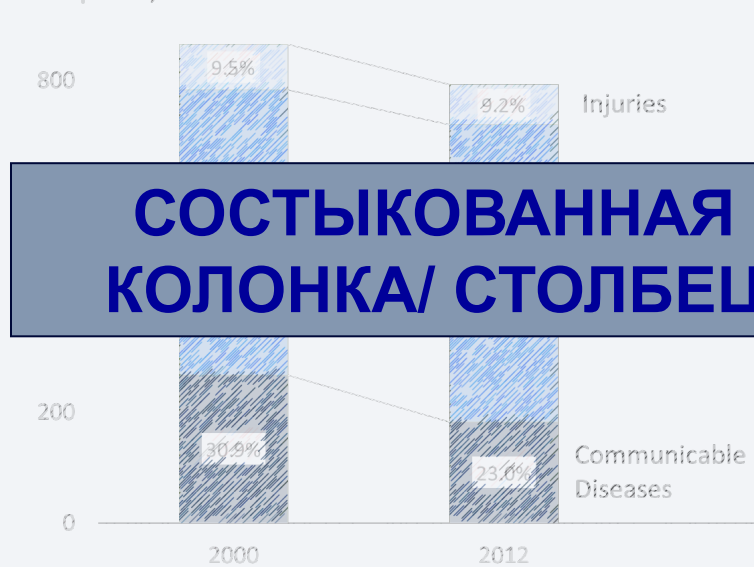 9.5%
800
9.2%
Injuries
СОСТЫКОВАННАЯ
КОЛОНКА/ СТОЛБЕЦ
200
30.9%
23.0%
Communicable
Diseases
0
2000
2012